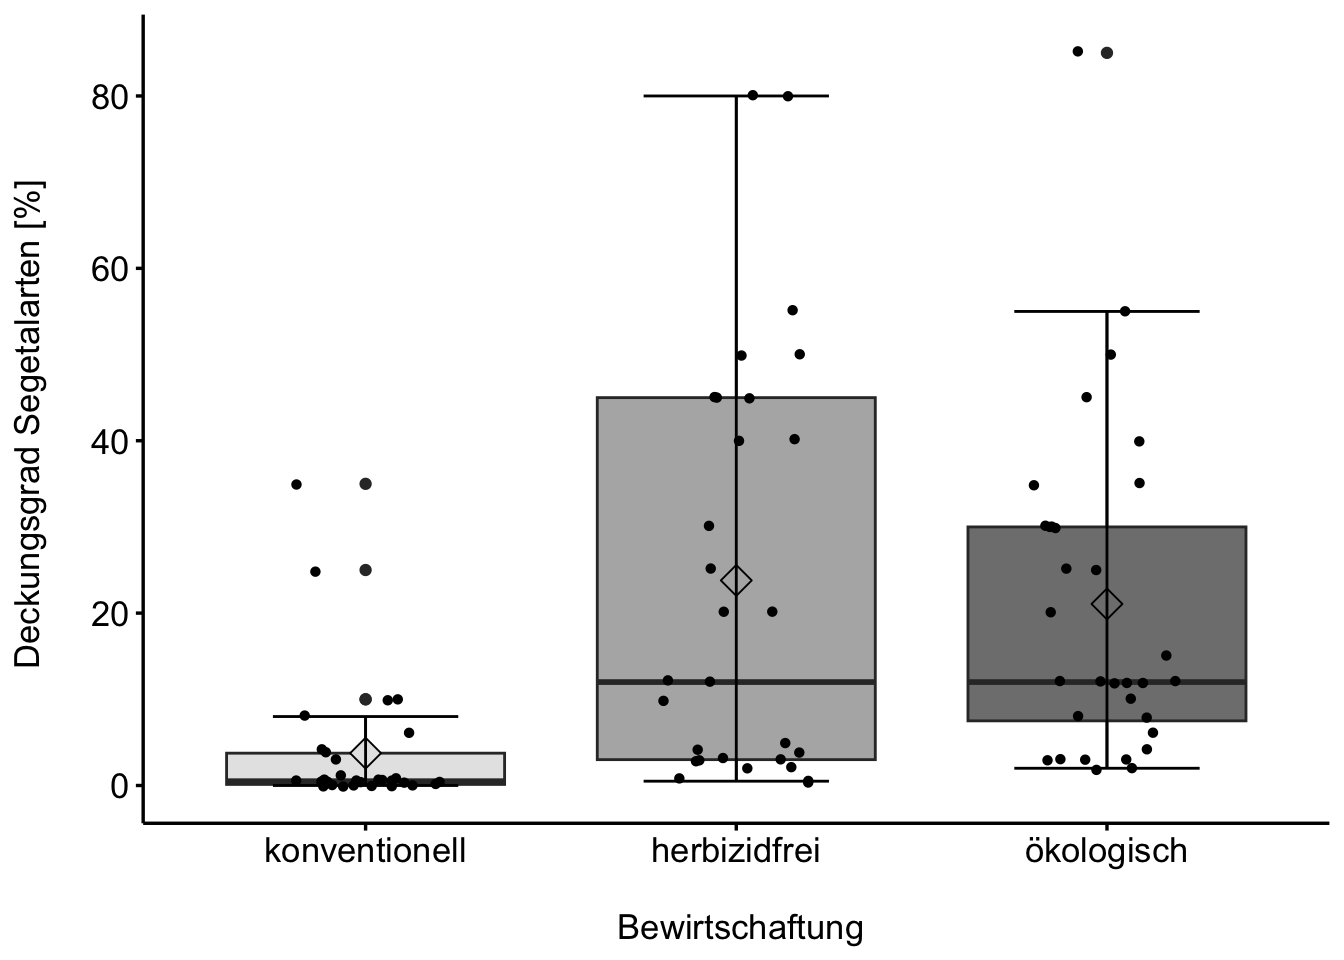 Deckungsgrad Segetalarten [%]
80
60
40
20
0
konventionell herbizidfrei ökologisch
Bewirtschaftung